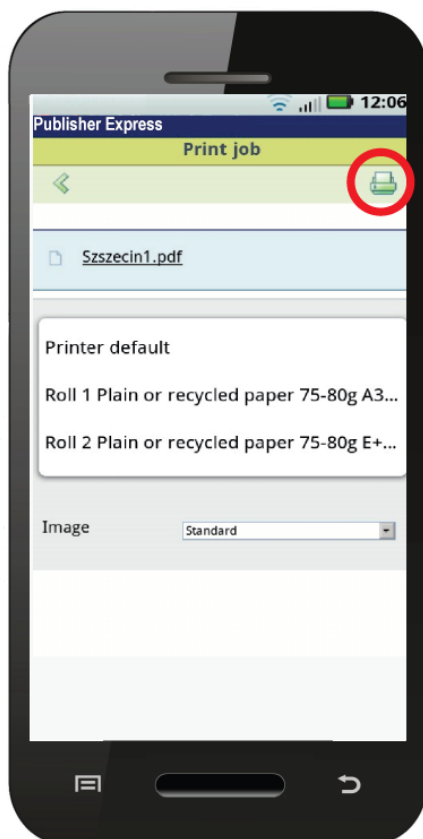 12:06
Publisher Express
Print job
Szszecin1.pdf
Printer default
Roll 1 Plain or recycled paper 75-80g A3...
Roll 2 Plain or recycled paper 75-80g E+...
Image
Standard